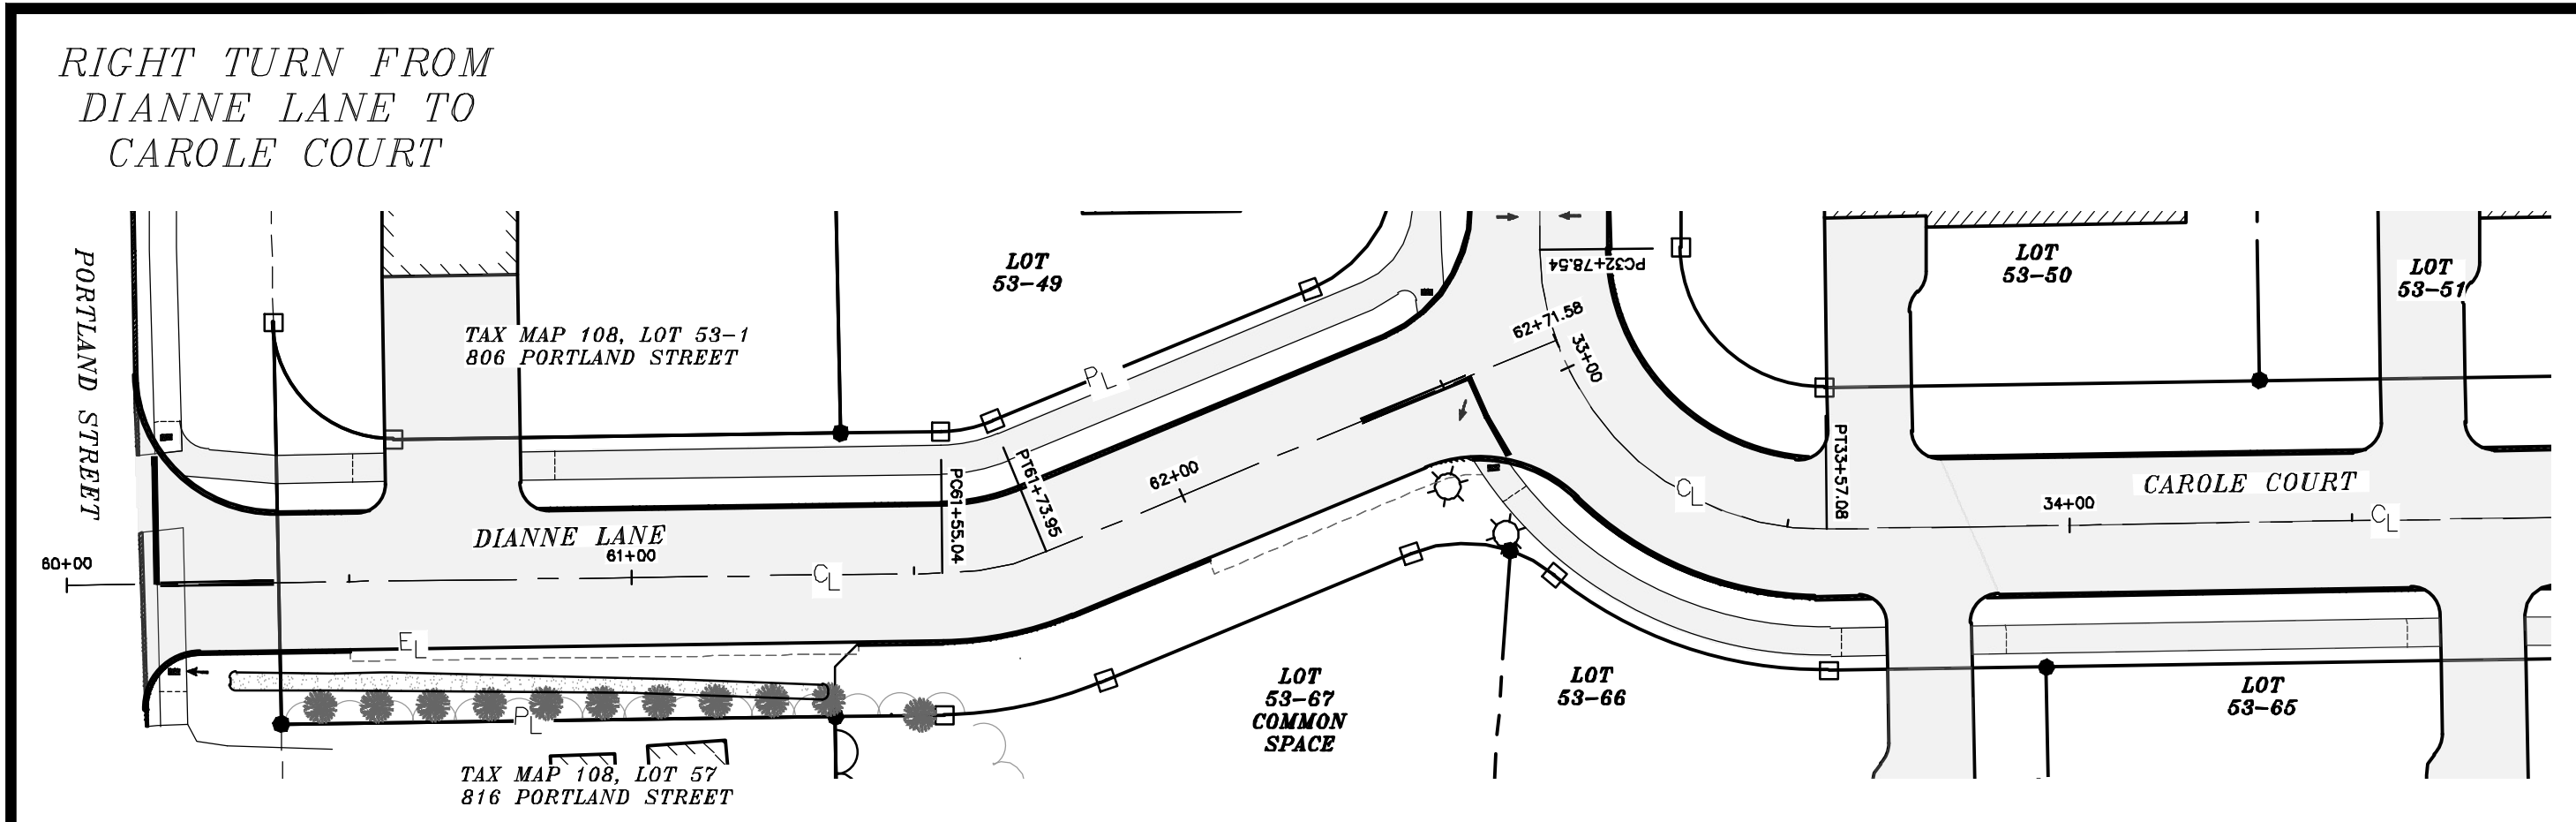 RIGHT TURN FROM
DIANNE LANE TO
CAROLE COURT
PORTLAND STREET
TAX MAP 108, LOT 53-1
806 PORTLAND STREET
LOT
53-49
PL
PC32+78.54
62+71.58
33+00
LOT
53-50
LOT
53-51
60+00
DIANNE LANE
61+00
CL
PC61+55.04
PT61+73.95
62+00
CL
PT33+57.08
34+00
CAROLE COURT
CL
EL
PL
TAX MAP 108, LOT 57
816 PORTLAND STREET
LOT
53-67
COMMON
SPACE
LOT
53-66
LOT
53-65